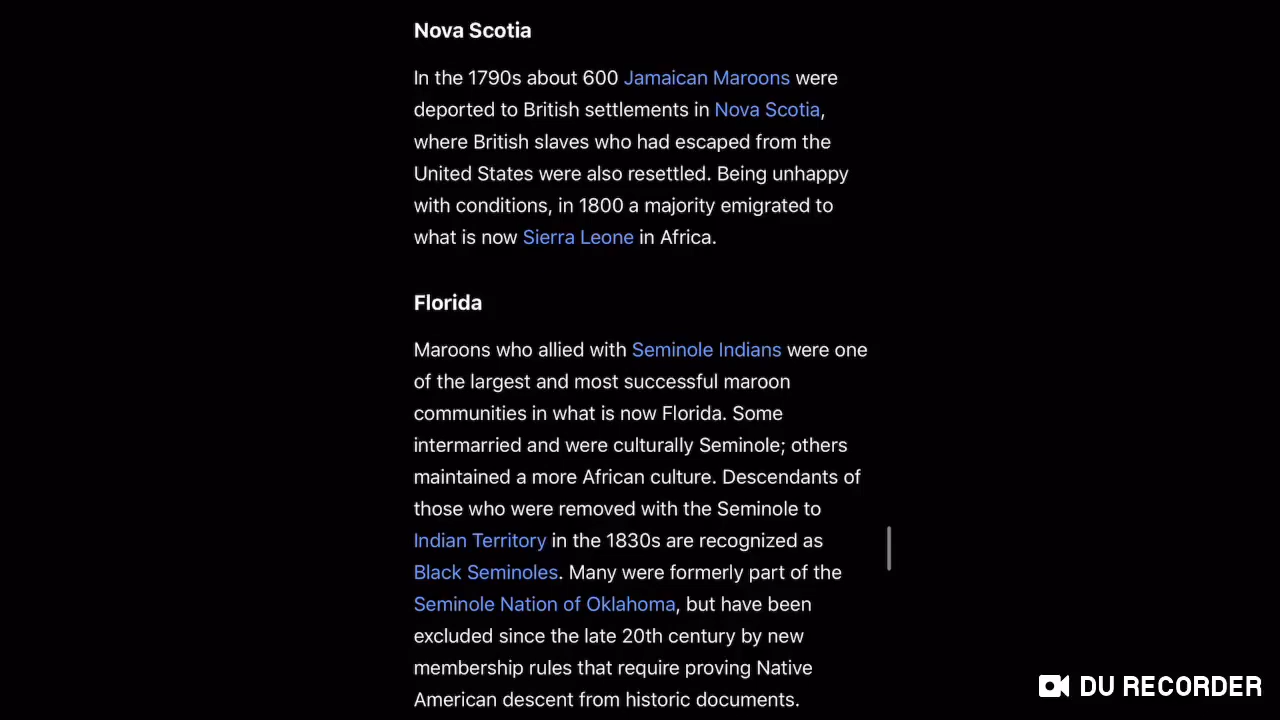 Nova Scotia
In the 1790s about 600 Jamaican Maroons were
deported to British settlements in Nova Scotia,
where British slaves who had escaped from the
United States were also resettled. Being unhappy
with conditions, in 1800 a majority emigrated to
what is now Sierra Leone in Africa.
Florida
Maroons who allied with Seminole Indians were one
of the largest and most successful maroon
communities in what is now Florida. Some
intermarried and were culturally Seminole; others
maintained a more African culture. Descendants of
those who were removed with the Seminole to
Indian Territory in the 1830s are recognized as
Black Seminoles. Many were formerly part of the
Seminole Nation of Oklahoma, but have been
excluded since the late 20th century by new
membership rules that require proving Native
American descent from historic documents.
DU RECORDER